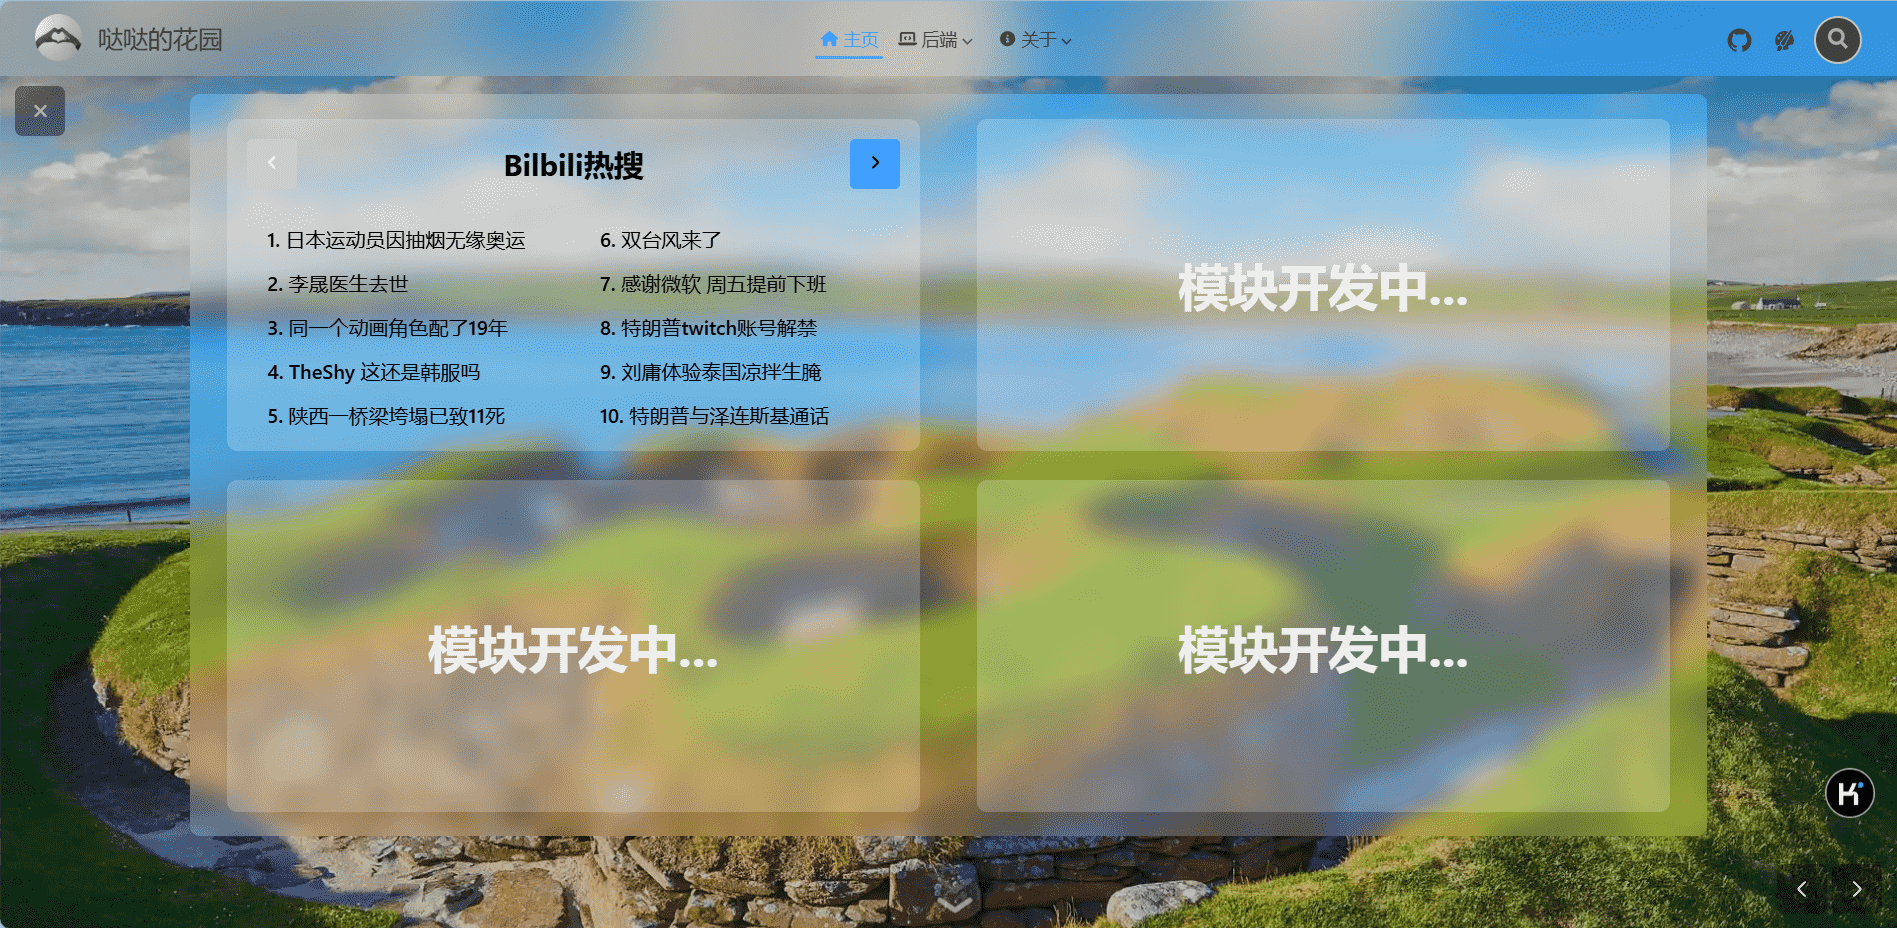 哒哒的花园
主页
后端
关于
Bilbili热搜
1. 日本运动员因抽烟无缘奥运
2. 李晟医生去世
3. 同一个动画角色配了19年
4. TheShy 这还是韩服吗
5. 陕西一桥梁垮塌已致11死
6. 双台风来了
7. 感谢微软 周五提前下班
8. 特朗普twitch账号解禁
9. 刘庸体验泰国凉拌生腌
10. 特朗普与泽连斯基通话
模块开发中...
模块开发中...
模块开发中...
K